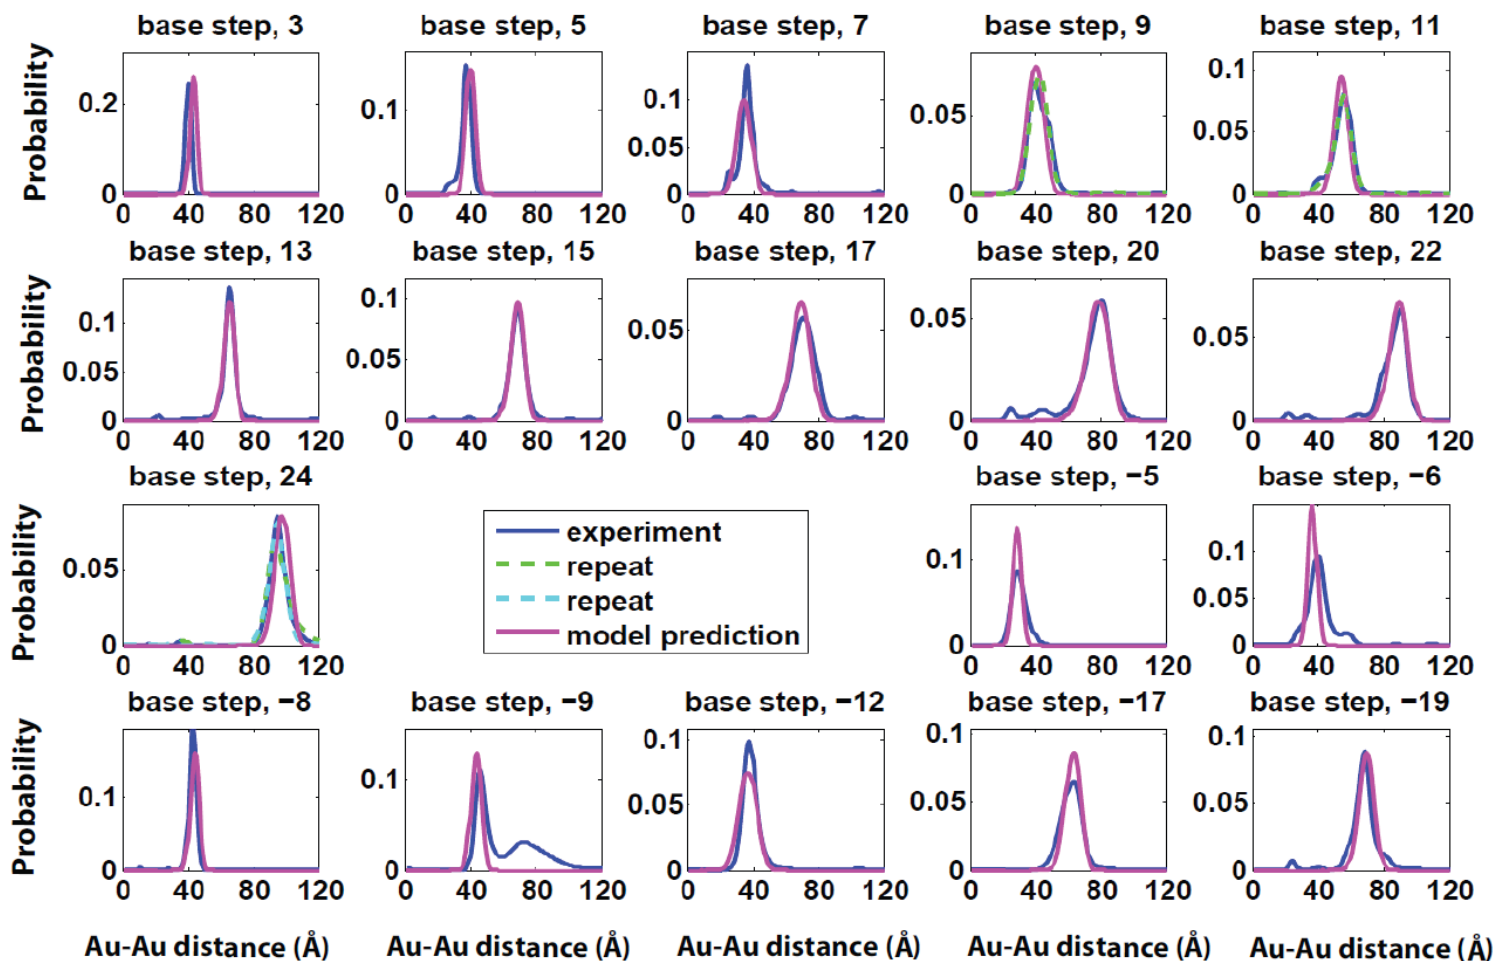 base step, 3 base step, 5 base step, 7 base step, 9 base step, 11
Probability
0.2 0.1 0.1 0.05 0.1
0.05 0.05
0 0 0 0 0
0 40 80 120 0 40 80 120 0 40 80 120 0 40 80 120 0 40 80 120
base step, 13 base step, 15 base step, 17 base step, 20 base step, 22
Probability
0.1 0.1 0.05 0.05 0.05
0.05 0.05
0 0 0 0 0
0 40 80 120 0 40 80 120 0 40 80 120 0 40 80 120 0 40 80 120
base step, 24 base step, −5 base step, −6
Probability
0.05 0.1 0.1
0.05
0 0 0
0 40 80 120 0 40 80 120 0 40 80 120
experiment
repeat
repeat
model prediction
base step, −8 base step, −9 base step, −12 base step, −17 base step, −19
Probability
0.1 0.1 0.1 0.1 0.1
0.05 0.05 0.05
0 0 0 0 0
0 40 80 120 0 40 80 120 0 40 80 120 0 40 80 120 0 40 80 120
Au-Au distance (Å) Au-Au distance (Å) Au-Au distance (Å) Au-Au distance (Å) Au-Au distance (Å)